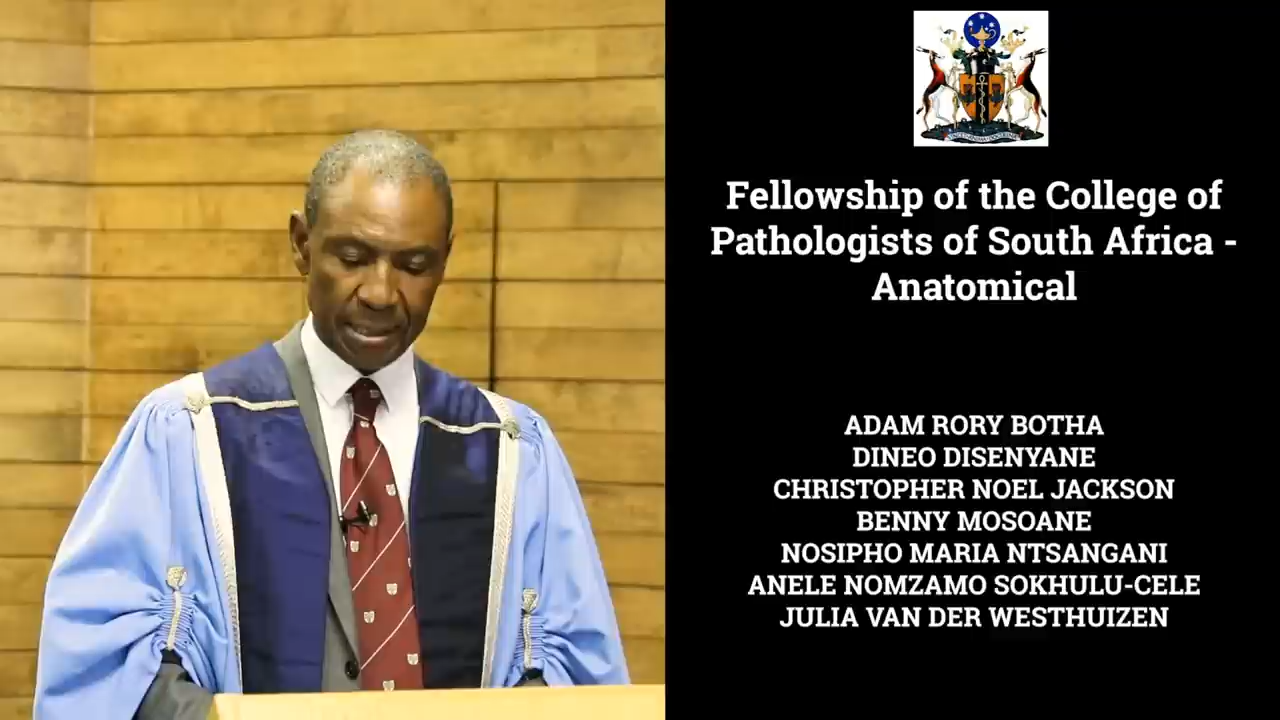 Fellowship of the College of
Pathologists of South Africa -
Anatomical
ADAM RORY BOTHA
DINEO DISENYANE
CHRISTOPHER NOEL JACKSON
BENNY MOSOANE
NOSIPHO MARIA NTSANGANI
ANELE NOMZAMO SOKHULU-CELE
JULIA VAN DER WESTHUIZEN